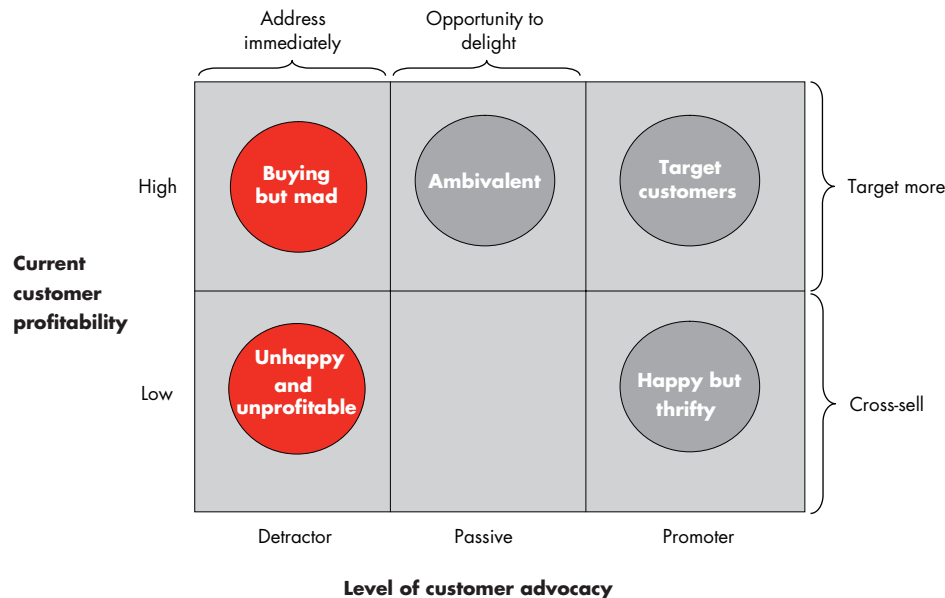 Address
immediately
Opportunity to
delight
High
Buying
but mad
Ambivalent
Target
customers
Target more
Current
customer
profitability
Low
Unhappy
and
unprofitable
Happy but
thrifty
Cross-sell
Detractor
Passive
Promoter
Level of customer advocacy